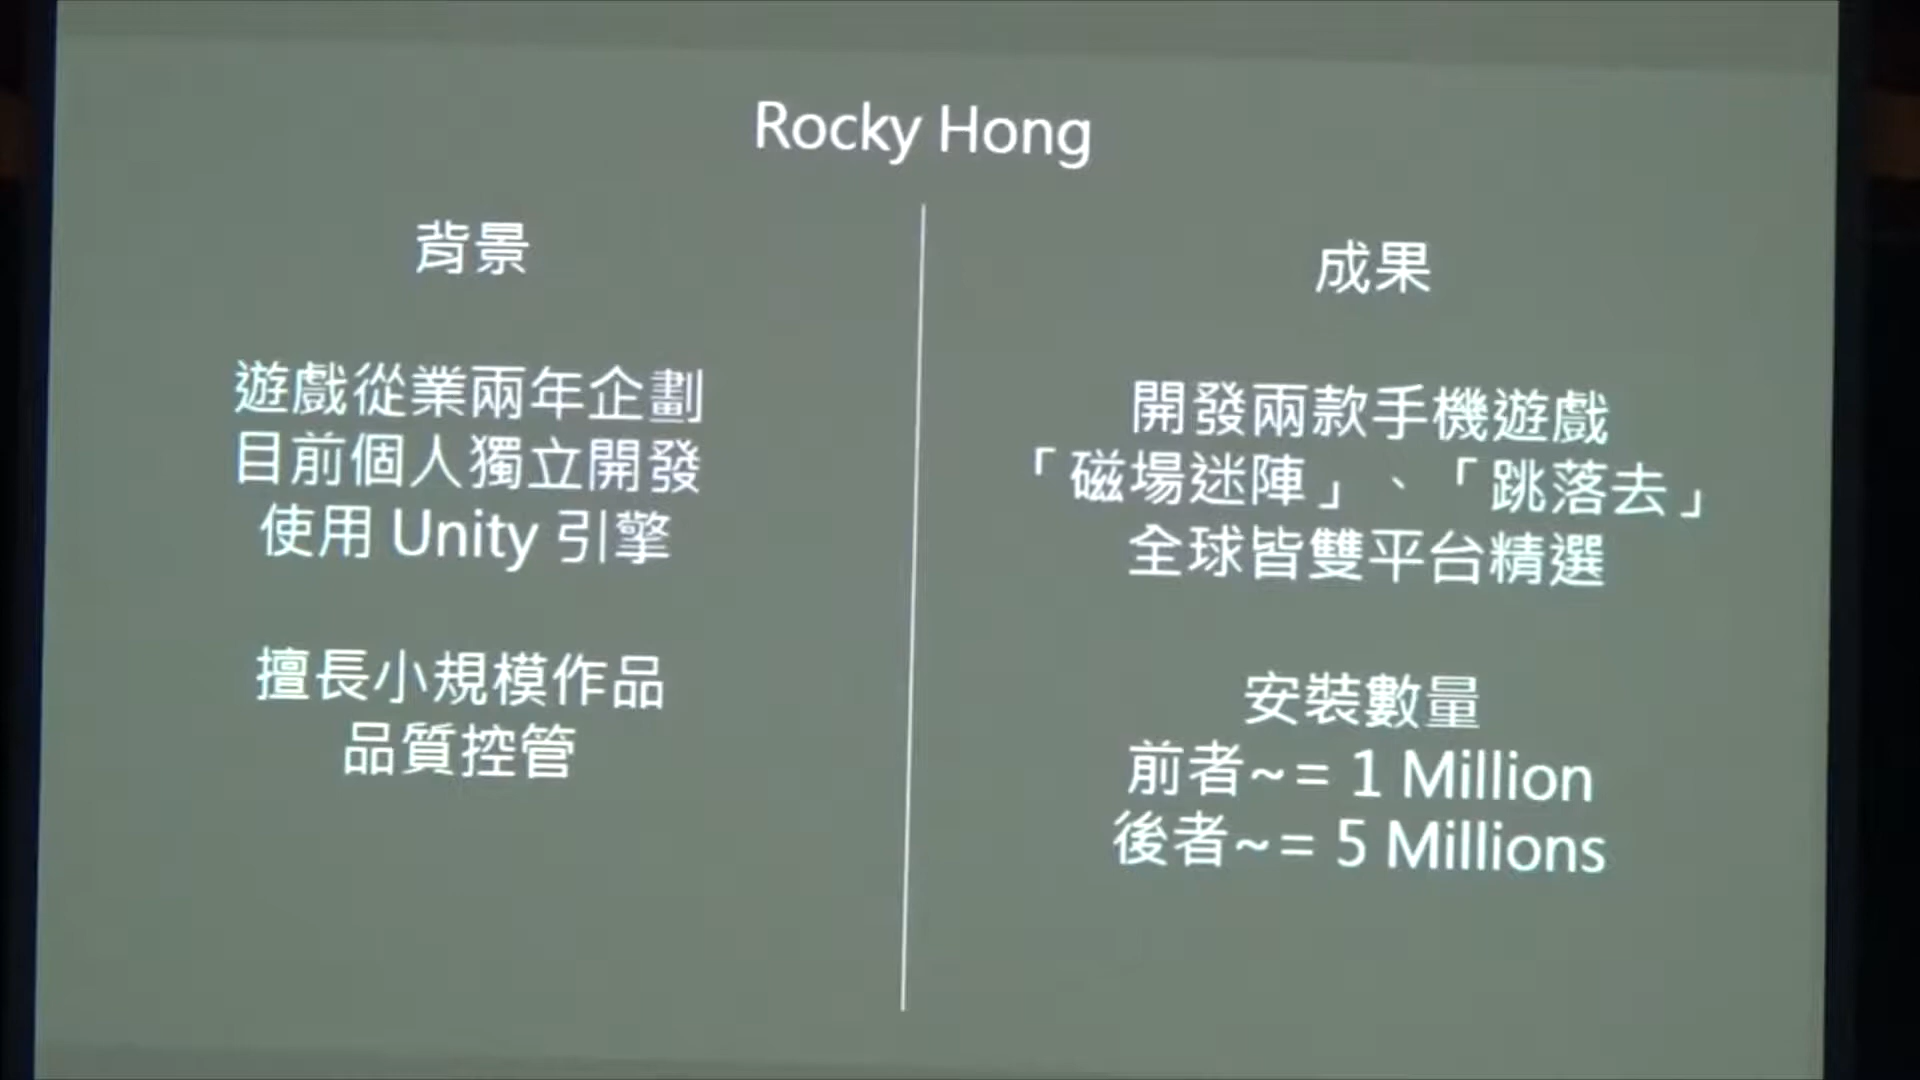 Rocky Hong
背景
遊戲從業兩年企劃
目前個人獨立開發
使用 Unity 引擎
擅長小規模作品
品質控管
成果
開發兩款手機遊戲
「磁場迷陣」、「跳落去」
全球皆雙平台精選
安裝數量
前者~= 1 Million
後者~= 5 Millions